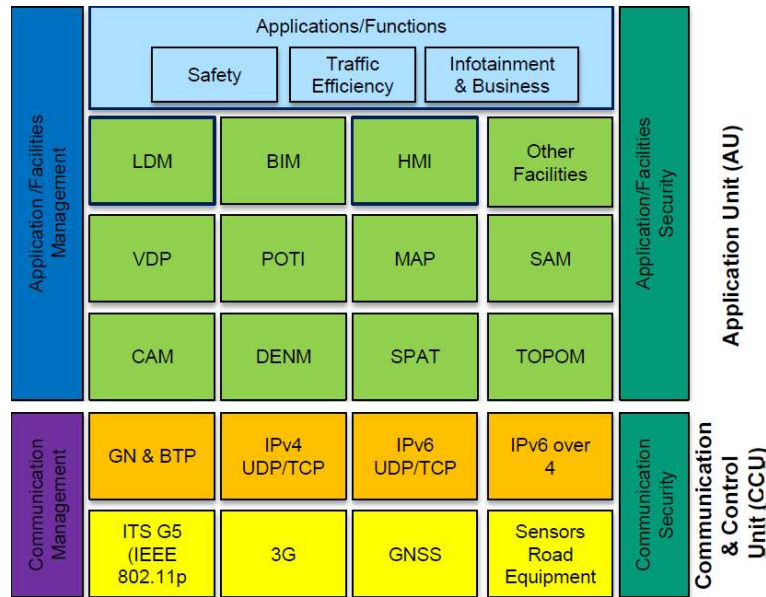 Applications/Functions
Safety
Traffic
Efficiency
Infotainment
& Business
LDM
BIM
HMI
Other
Facilities
VDP
POTI
MAP
SAM
CAM
DENM
SPAT
TOPOM
GN & BTP
IPv4
UDP/TCP
IPv6
UDP/TCP
IPv6 over
4
ITS G5
(IEEE
802.11p
3G
GNSS
Sensors
Road
Equipment
Application /Facilities
Management
Communication
Management
Application/Facilities
Security
Communication
Security
Application Unit (AU)
Communication
& Control
Unit (CCU)